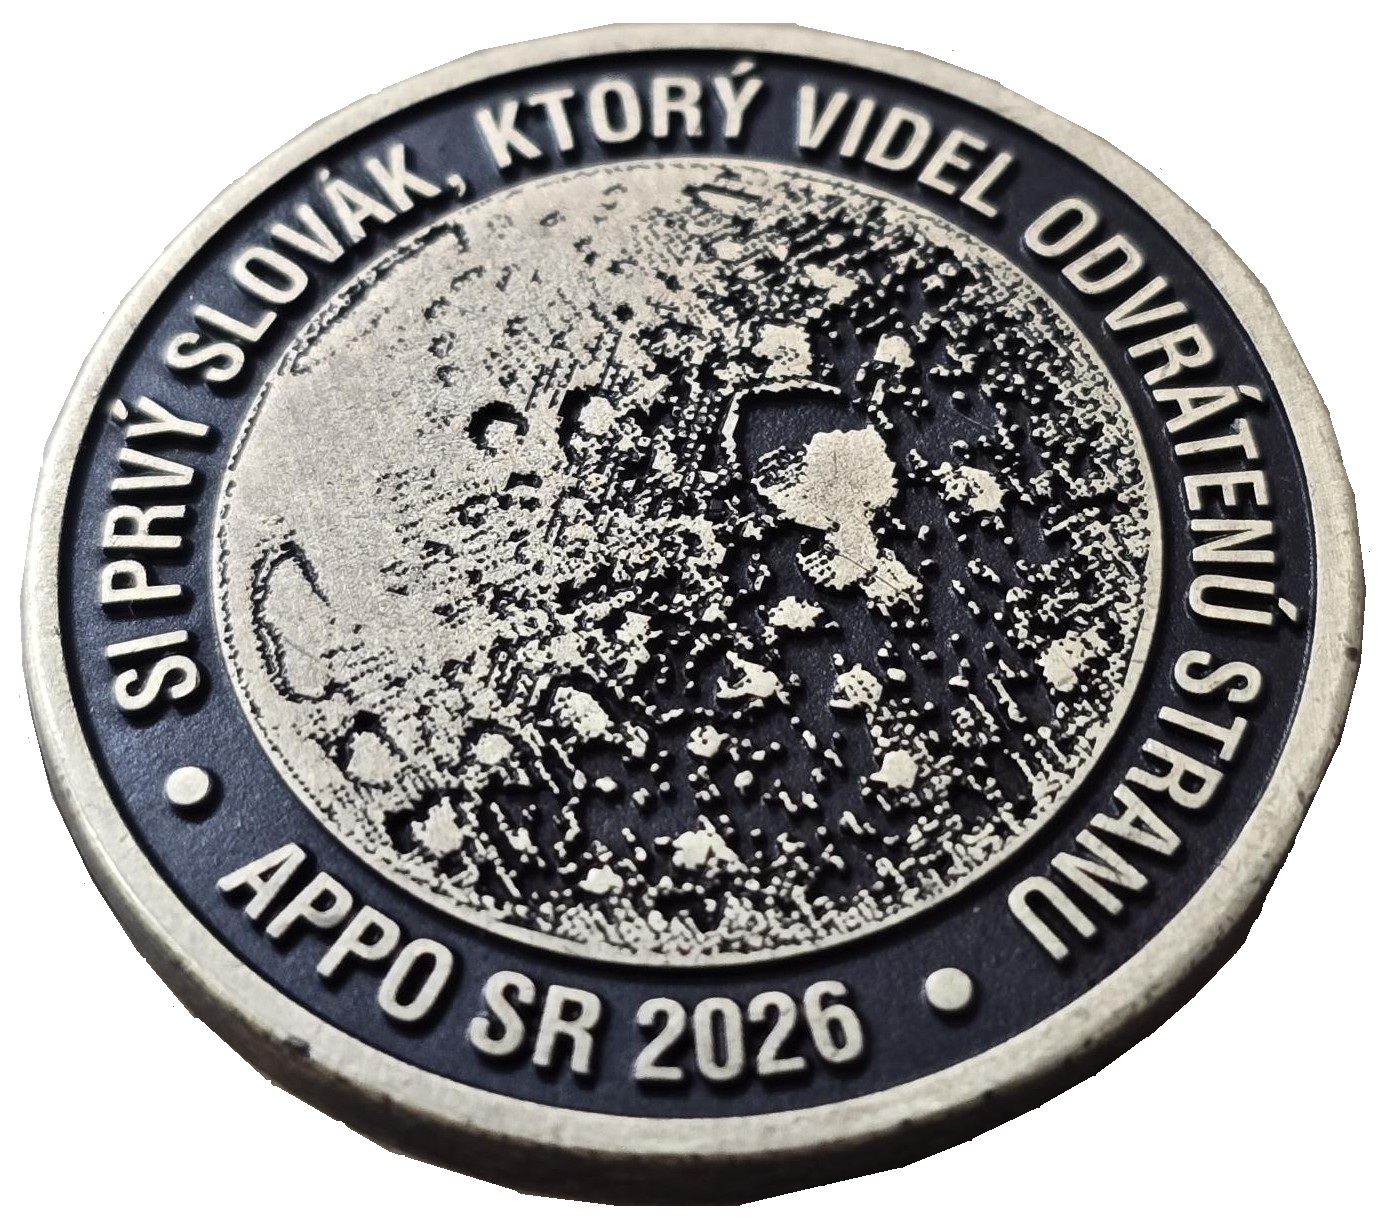 SI PRVÝ SLOVÁK, KTORÝ VIDEL ODVRÁTENÚ STRANU
APPO SR 2026